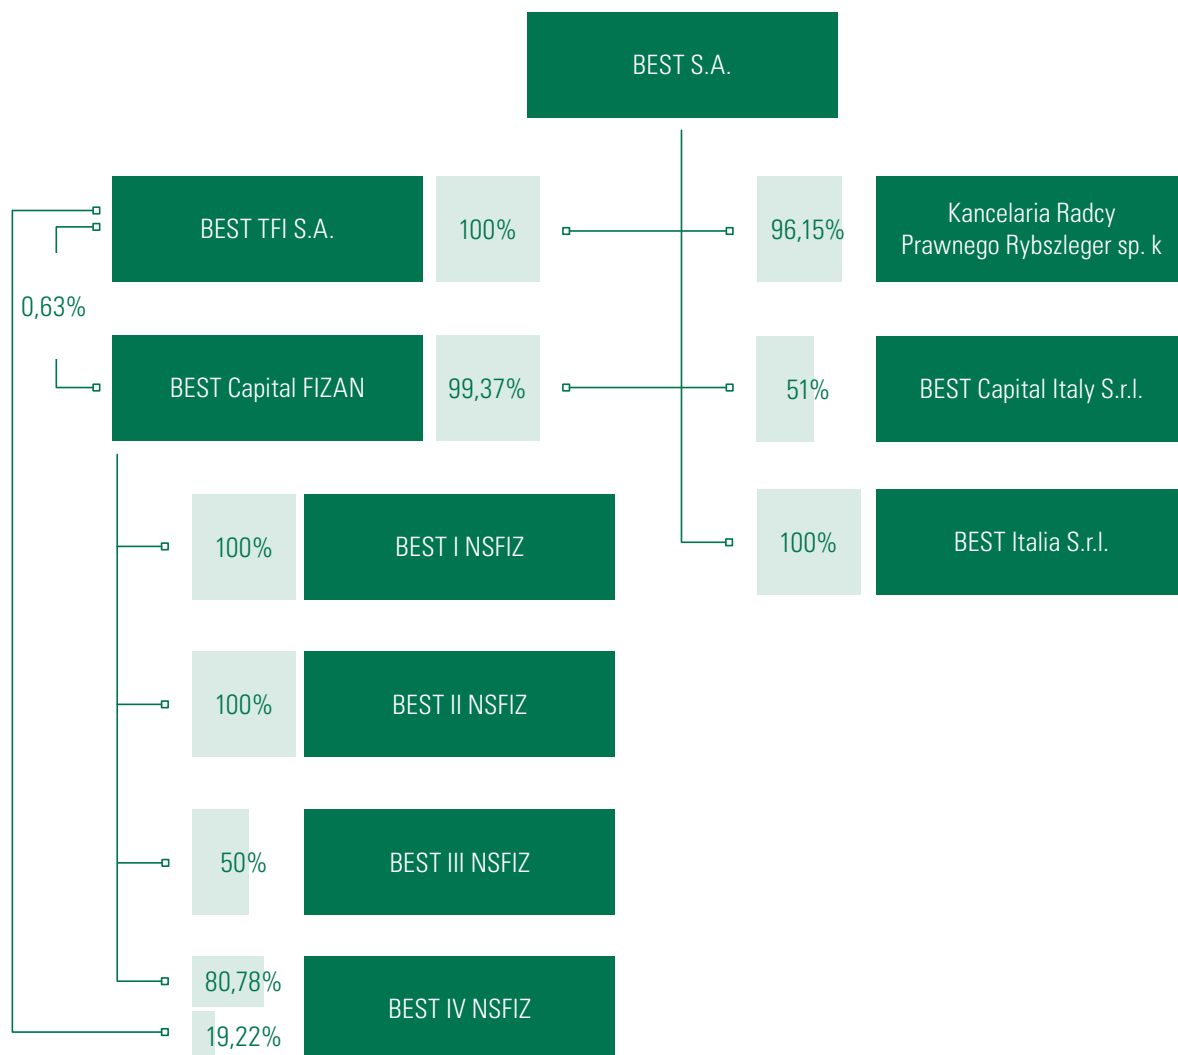 BEST S.A.
BEST TFI S.A.
100%
96,15%
Kancelaria Radcy
Prawnego Rybszleger sp. k
0,63%
BEST Capital FIZAN
99,37%
51%
BEST Capital Italy S.r.l.
100%
BEST I NSFIZ
100%
BEST Italia S.r.l.
100%
BEST II NSFIZ
50%
BEST III NSFIZ
80,78%
BEST IV NSFIZ
19,22%